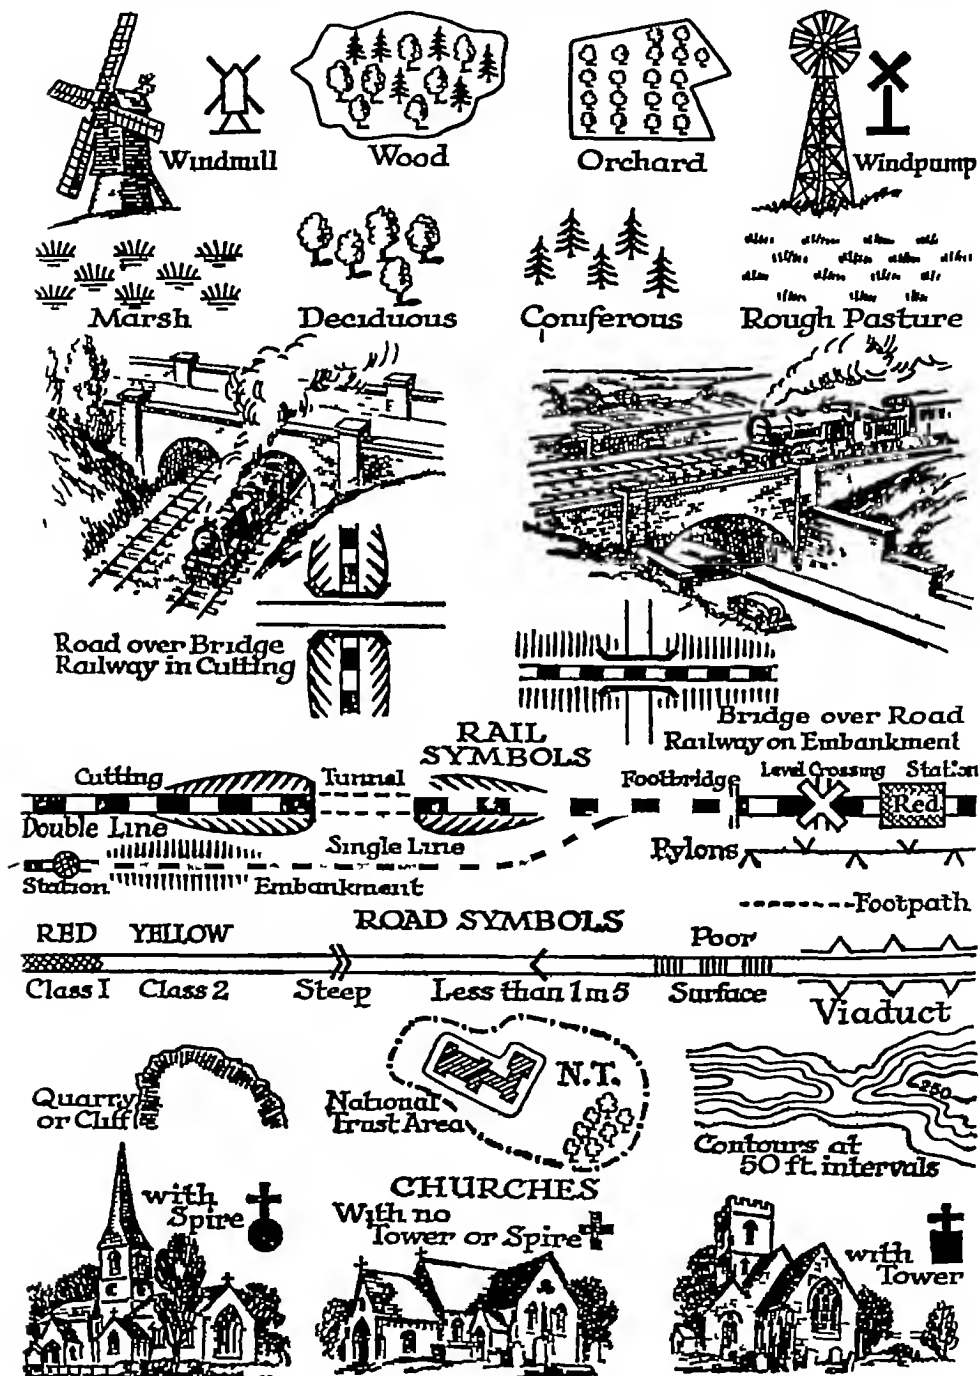 Windmill
Wood
Orchard
Windpump
Marsh
Deciduous
Coniferous
Rough Pasture
Road over Bridge
Railway in Cutting
Bridge over Road
Railway on Embankment
RAIL
SYMBOLS
Cutting
Tunnel
Footbridge
Level Crossing
Station
Red
Double Line
Single Line
Pylons
Station
Embankment
Footpath
ROAD SYMBOLS
RED
YELLOW
Poor
Class I
Class 2
Steep
Less than 1 in 5
Surface
Viaduct
Quarry
or Cliff
N.T.
National
Trust Area
250
Contours at
50 ft. intervals
CHURCHES
with
Spire
With no
Tower or Spire
with
Tower